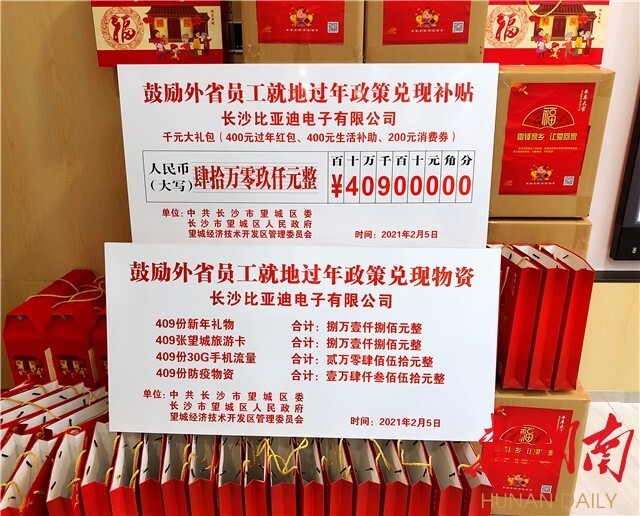 福
福
鼓励外省员工就地过年政策兑现补贴
长沙比亚迪电子有限公司
千元大礼包（400元过年红包、400元生活补助、200元消费券）
人民币
（大写）
肆拾万零玖仟元整
百十万千百十元角分
¥40900000
单位：中共长沙市望城区委
长沙市望城区人民政府
望城经济技术开发区管理委员会
时间：2021年2月5日
福
雷锋家乡 让爱回家
鼓励外省员工就地过年政策兑现物资
长沙比亚迪电子有限公司
409份新年礼物 合计：捌万壹仟捌佰元整
409张望城旅游卡 合计：捌万壹仟捌佰元整
409份30G手机流量 合计：贰万零肆佰伍拾元整
409份防疫物资 合计：壹万肆仟叁佰伍拾元整
单位：中共长沙市望城区委
长沙市望城区人民政府
望城经济技术开发区管理委员会
时间：2021年2月5日
福
湖南
HUNAN DAILY